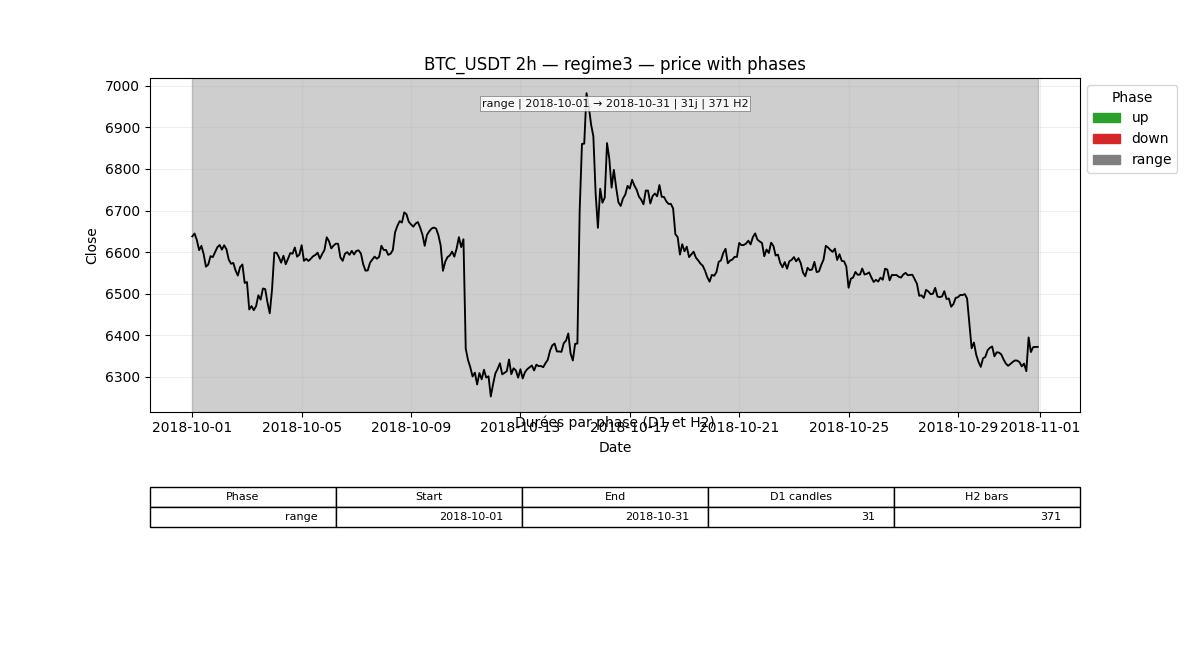 BTC_USDT 2h — regime3 — price with phases
7000
6900
6800
6700
6600
6500
6400
6300
Close
range | 2018-10-01 → 2018-10-31 | 31j | 371 H2
Phase
up
down
range
2018-10-01 2018-10-05 2018-10-09 2018-10-13 2018-10-17 2018-10-21 2018-10-25 2018-10-29 2018-11-01
Durées par phase (D1 et H2)
Date
Phase Start End D1 candles H2 bars
range 2018-10-01 2018-10-31 31 371